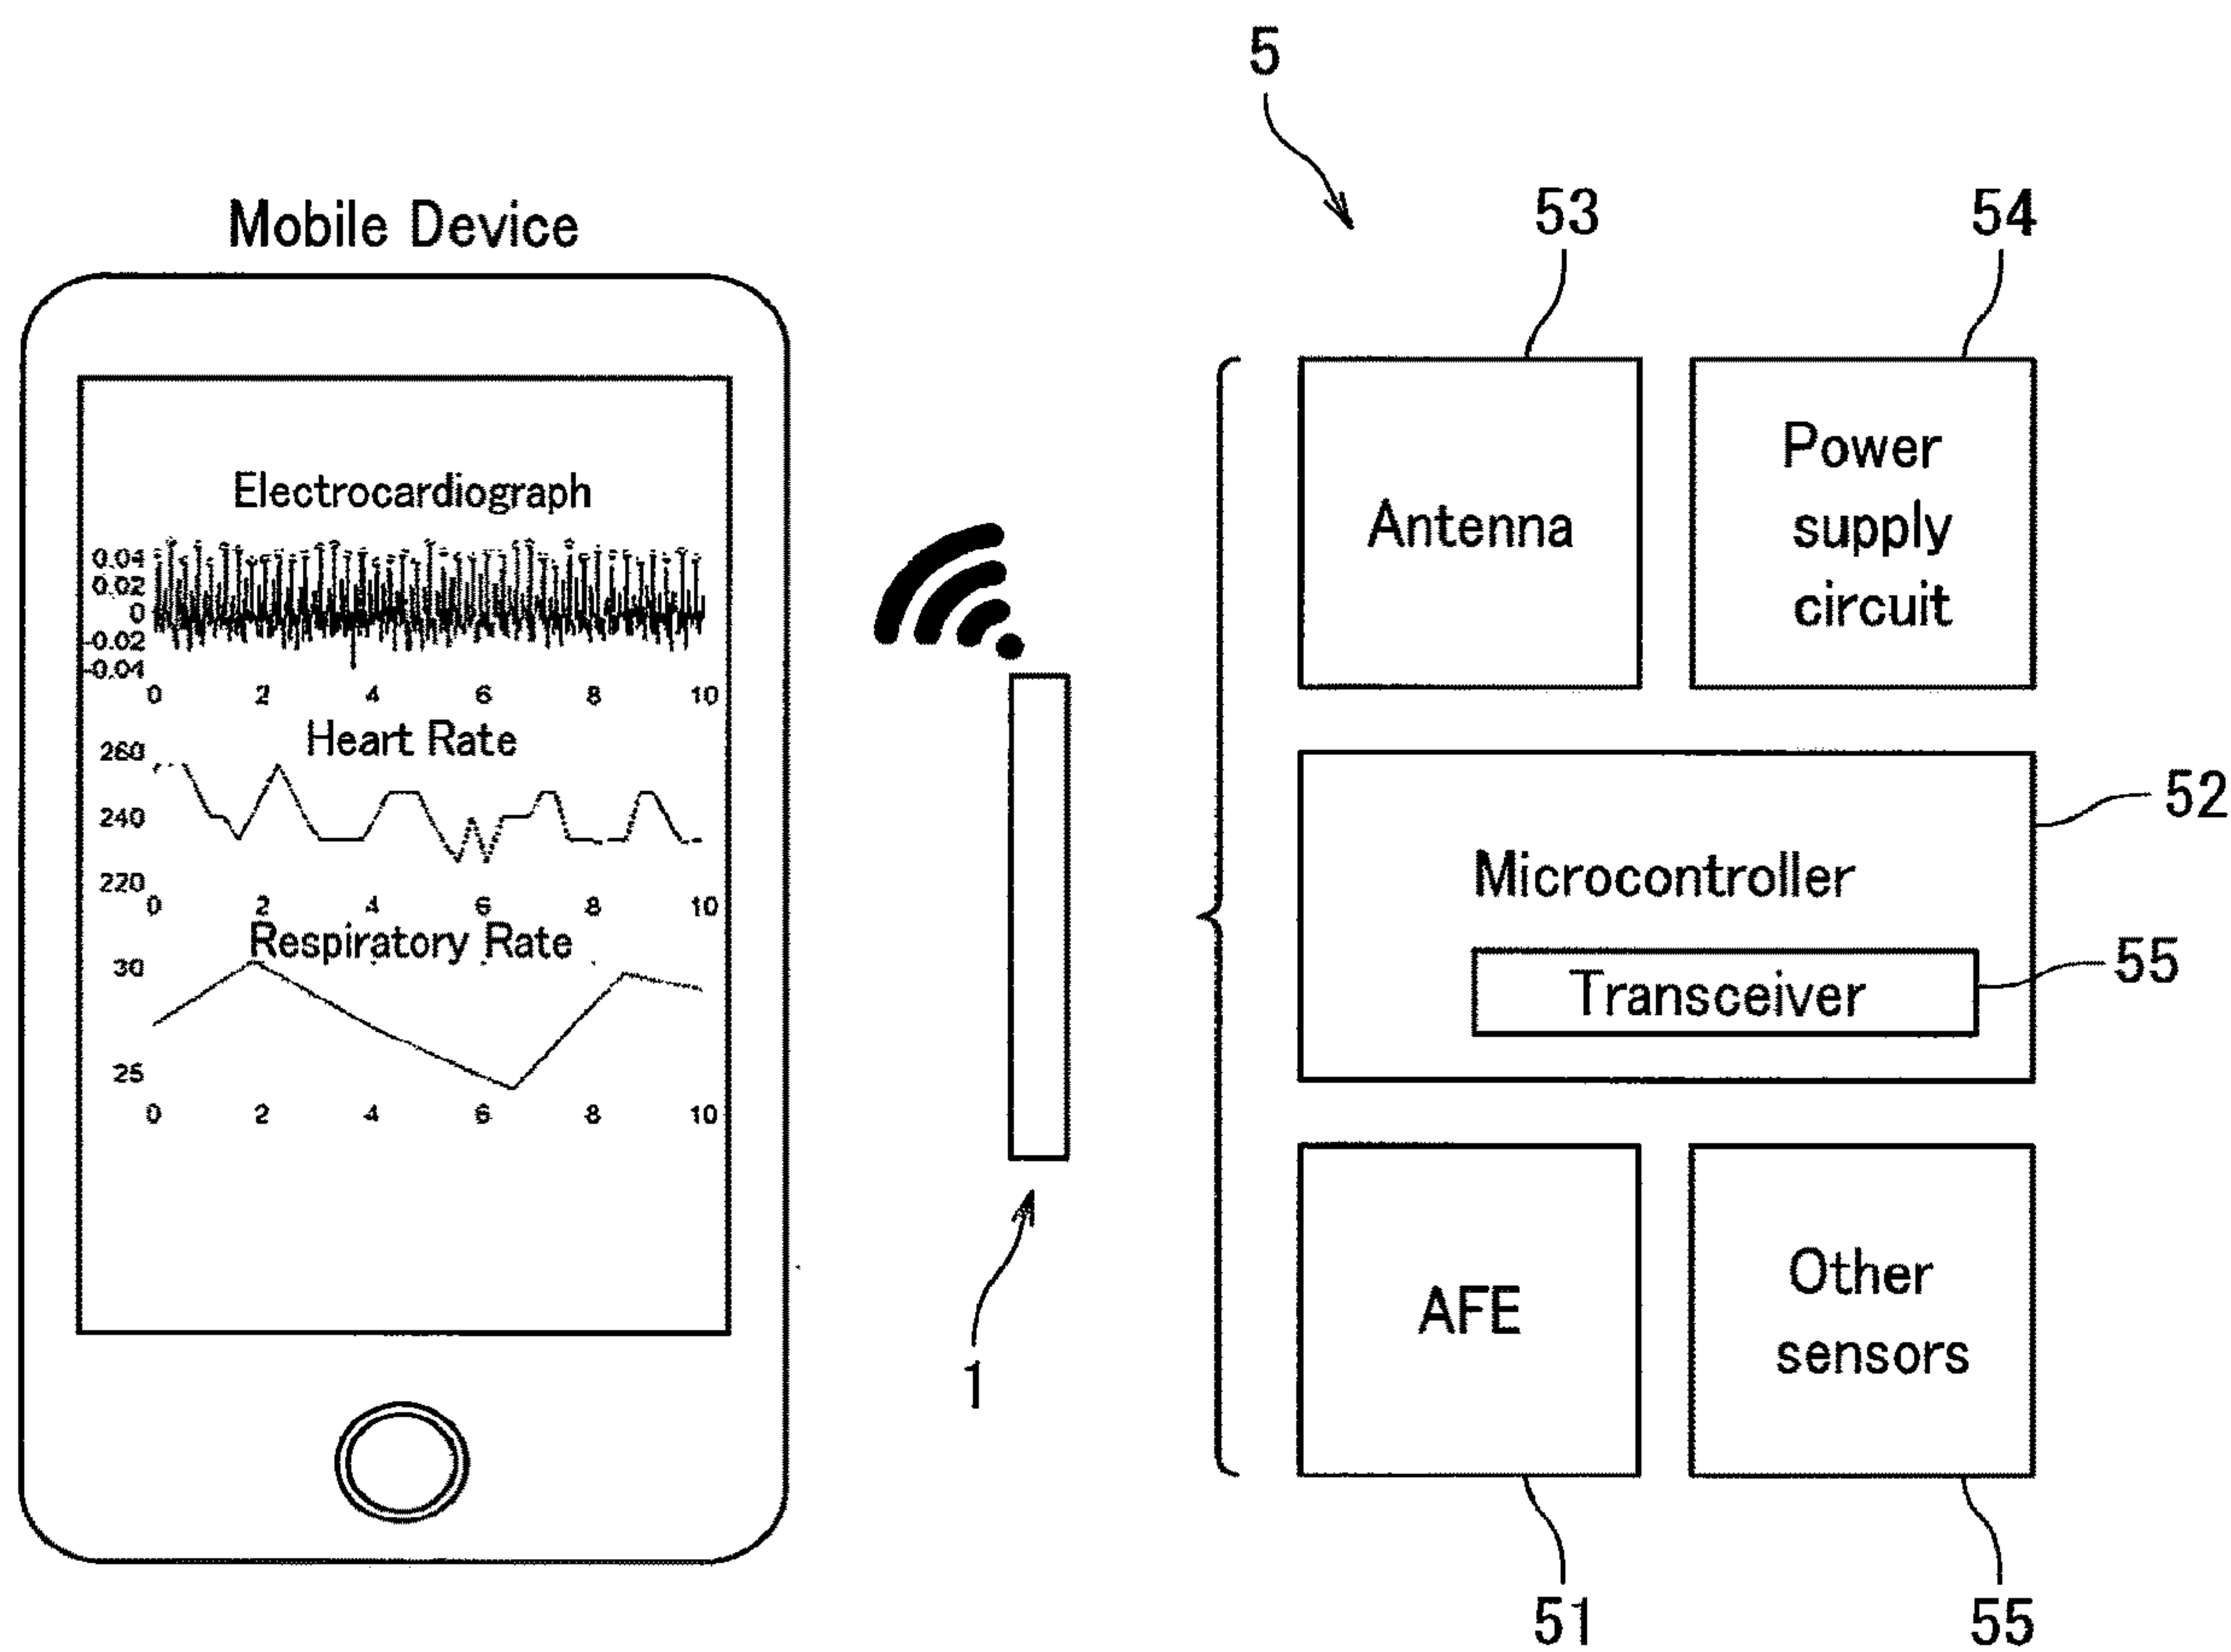 5
53
54
Mobile Device
Antenna
Power
supply
circuit
Electrocardiograph
0.04
0.02
0
-0.02
-0.04
0 2 4 6 8 10
Heart Rate
260
240
220
0 2 4 6 8 10
Respiratory Rate
30
25
0 2 4 6 8 10
1
52
Microcontroller
Transceiver
55
AFE
Other
sensors
51
55